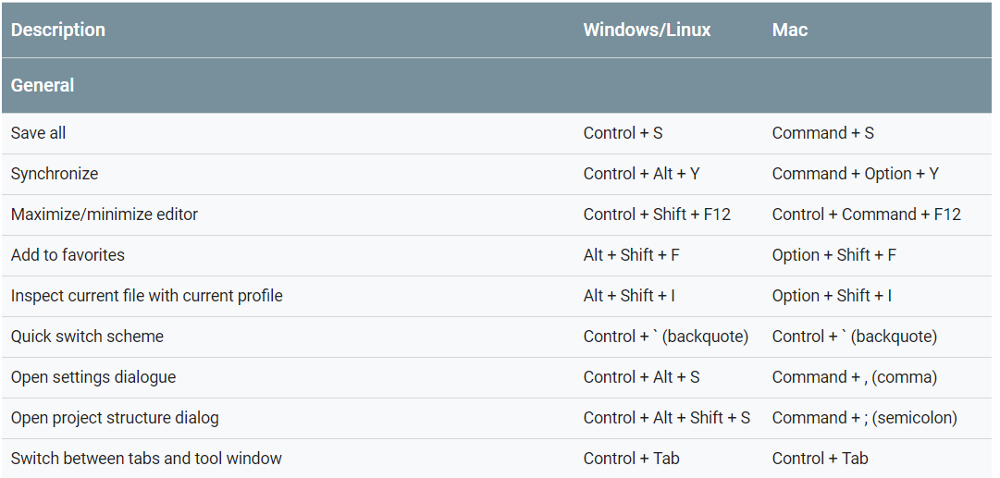 Description Windows/Linux Mac
General
Save all Control + S Command + S
Synchronize Control + Alt + Y Command + Option + Y
Maximize/minimize editor Control + Shift + F12 Control + Command + F12
Add to favorites Alt + Shift + F Option + Shift + F
Inspect current file with current profile Alt + Shift + I Option + Shift + I
Quick switch scheme Control + ` (backquote) Control + ` (backquote)
Open settings dialogue Control + Alt + S Command + , (comma)
Open project structure dialog Control + Alt + Shift + S Command + ; (semicolon)
Switch between tabs and tool window Control + Tab Control + Tab